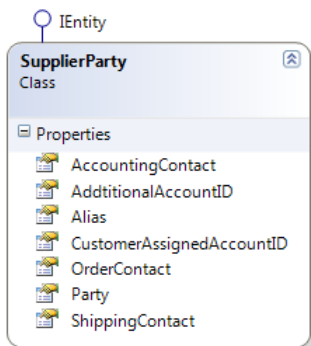 IEntity
SupplierParty
Class
Properties
AccountingContact
AddtitionalAccountID
Alias
CustomerAssignedAccountID
OrderContact
Party
ShippingContact